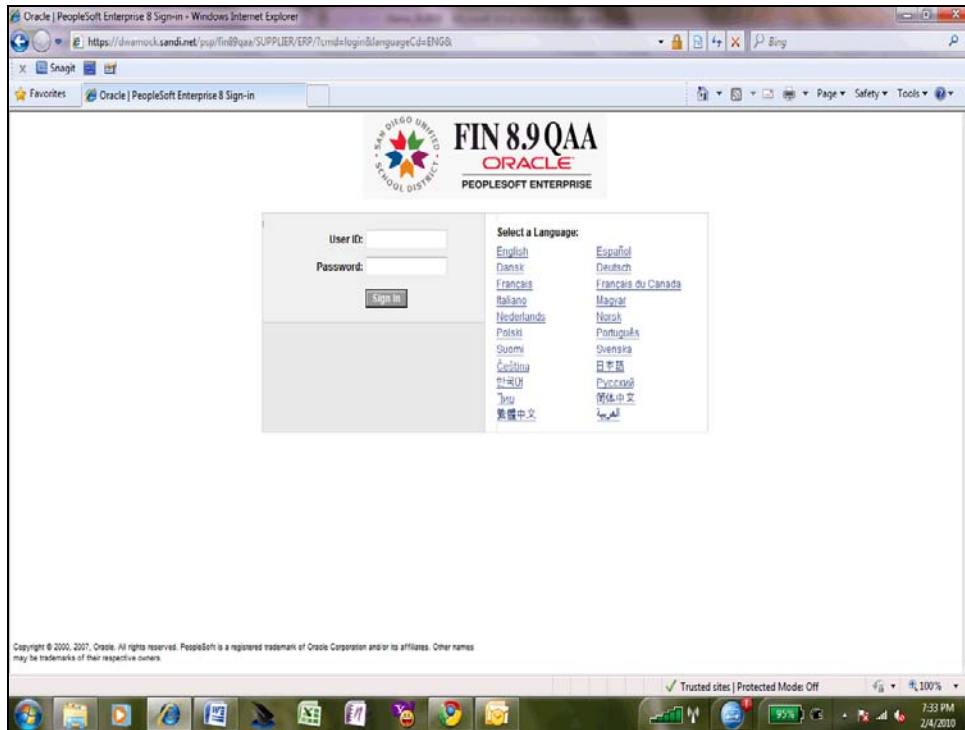 Oracle | PeopleSoft Enterprise 8 Sign-in - Windows Internet Explorer
https://dwamock.sandi.net/psp/fin89qaa/SUPPLIER/ERP/?cmd=login&languageCd=ENG&
Bing
x Snagit
Favorites Oracle | PeopleSoft Enterprise 8 Sign-in Page Safety Tools
SAN DIEGO UNIFIED SCHOOL DISTRICT
FIN 8.9 QAA
ORACLE
PEOPLESOFT ENTERPRISE
User ID:
Password:
Sign In
Select a Language:
English Español
Dansk Deutsch
Français Français du Canada
Italiano Magyar
Nederlands Norsk
Polski Português
Suomi Svenska
Čeština 日本語
한국어 Русский
ไทย 简体中文
繁體中文 العربية
Copyright © 2000, 2007, Oracle. All rights reserved. PeopleSoft is a registered trademark of Oracle Corporation and/or its affiliates. Other names
may be trademarks of their respective owners.
Trusted sites | Protected Mode: Off 100%
95%
7:33 PM
2/4/2010